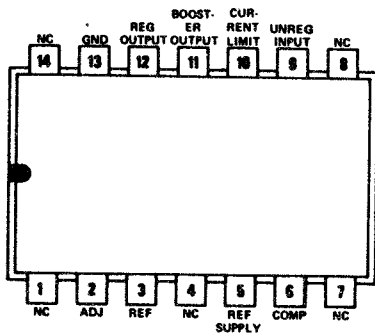 BOOST-
CUR-
REG
ER
RENT
UNREG
NC
GND
OUTPUT
OUTPUT
LIMIT
INPUT
NC
14
13
12
11
10
9
8
1
2
3
4
5
6
7
NC
ADJ
REF
NC
REF
COMP
NC
SUPPLY